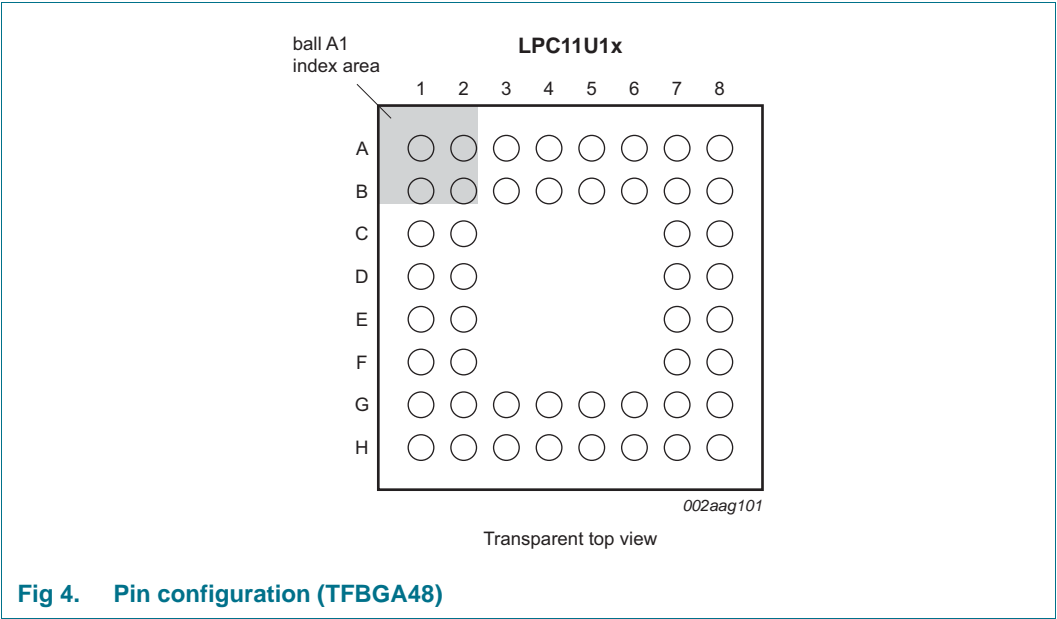 ball A1
index area
LPC11U1x
1 2 3 4 5 6 7 8
A
B
C
D
E
F
G
H
002aag101
Transparent top view
Fig 4. Pin configuration (TFBGA48)